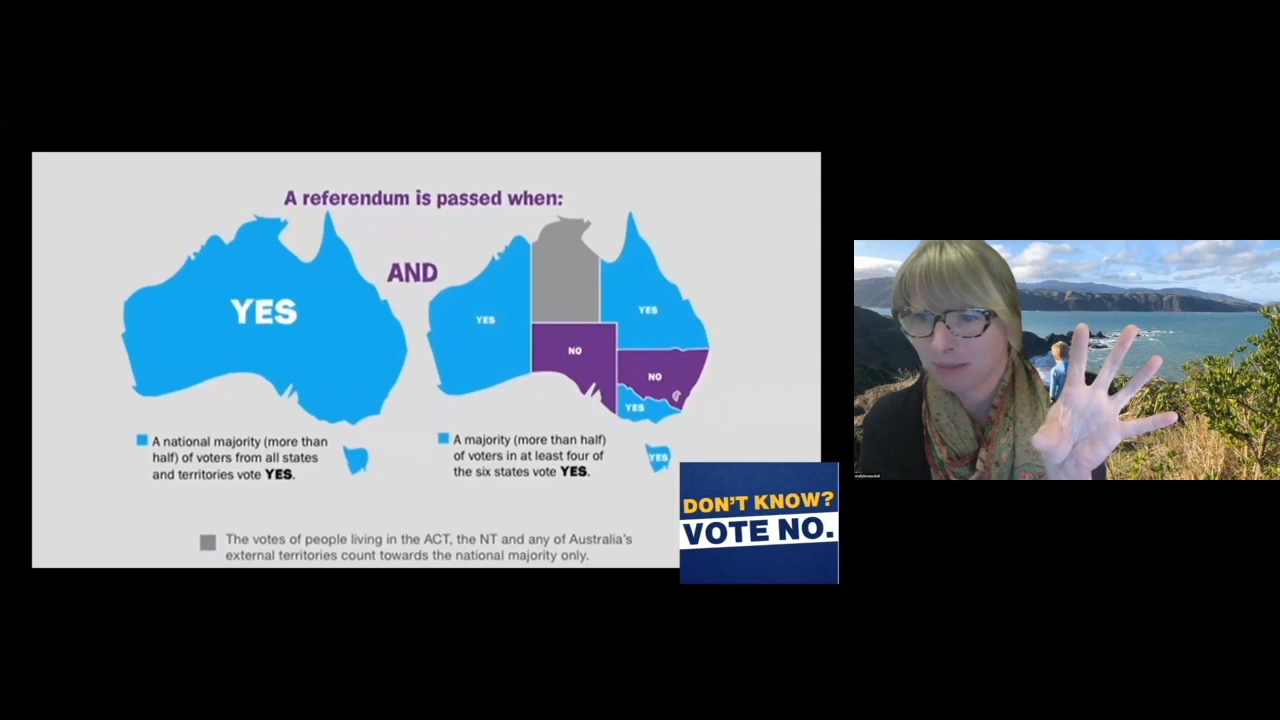 A referendum is passed when:
AND
YES
YES
YES
NO
NO
YES
YES
A national majority (more than
half) of voters from all states
and territories vote YES.
A majority (more than half)
of voters in at least four of
the six states vote YES.
The votes of people living in the ACT, the NT and any of Australia's
external territories count towards the national majority only.
DON'T KNOW?
VOTE NO.